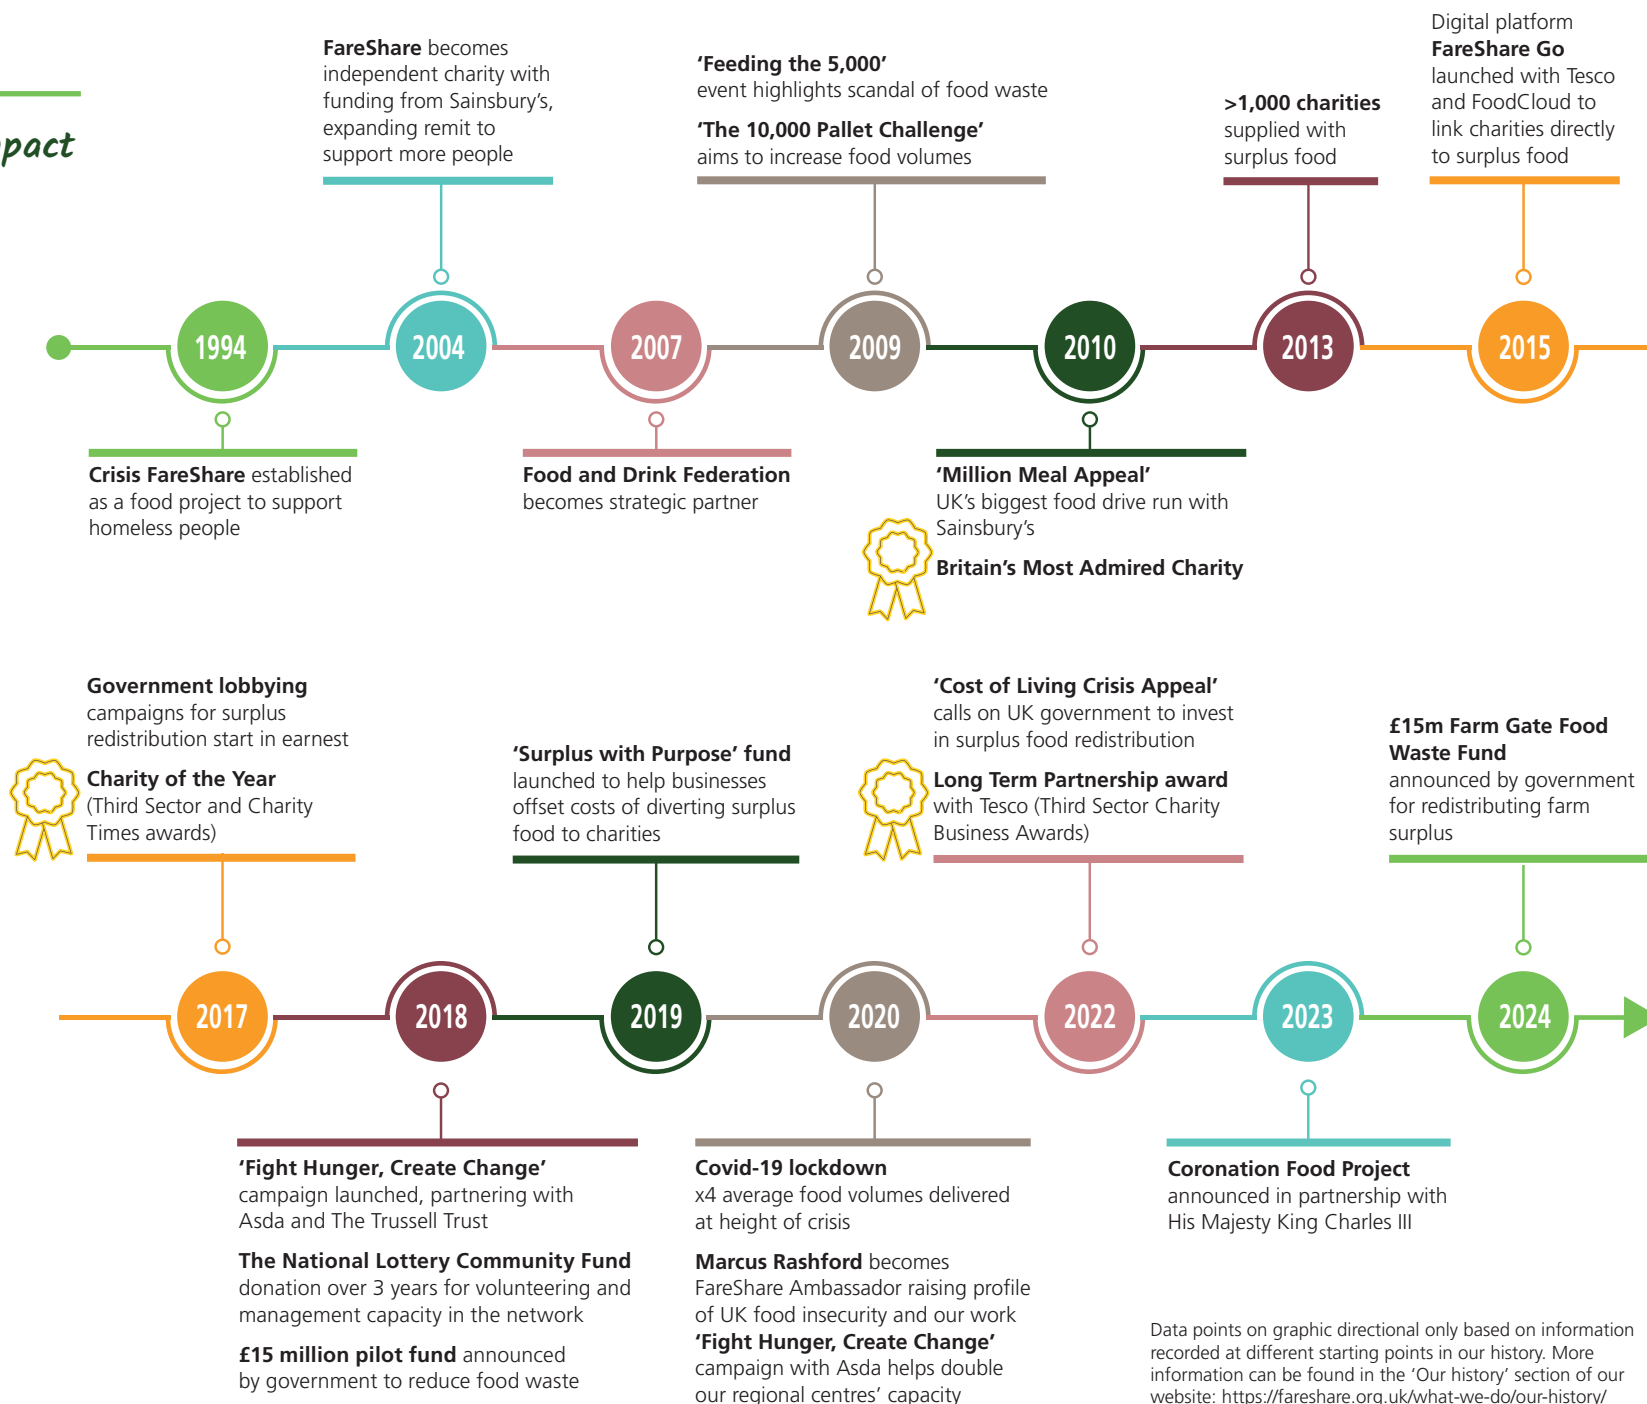 FareShare becomes
independent charity with
funding from Sainsbury’s,
expanding remit to
support more people
‘Feeding the 5,000’
event highlights scandal of food waste
‘The 10,000 Pallet Challenge’
aims to increase food volumes
>1,000 charities
supplied with
surplus food
Digital platform
FareShare Go
launched with Tesco
and FoodCloud to
link charities directly
to surplus food
1994
2004
2007
2009
2010
2013
2015
Crisis FareShare established
as a food project to support
homeless people
Food and Drink Federation
becomes strategic partner
‘Million Meal Appeal’
UK’s biggest food drive run with
Sainsbury’s
Britain’s Most Admired Charity
Government lobbying
campaigns for surplus
redistribution start in earnest
Charity of the Year
(Third Sector and Charity
Times awards)
‘Surplus with Purpose’ fund
launched to help businesses
offset costs of diverting surplus
food to charities
‘Cost of Living Crisis Appeal’
calls on UK government to invest
in surplus food redistribution
Long Term Partnership award
with Tesco (Third Sector Charity
Business Awards)
£15m Farm Gate Food
Waste Fund
announced by government
for redistributing farm
surplus
2017
2018
2019
2020
2022
2023
2024
‘Fight Hunger, Create Change’
campaign launched, partnering with
Asda and The Trussell Trust
The National Lottery Community Fund
donation over 3 years for volunteering and
management capacity in the network
£15 million pilot fund announced
by government to reduce food waste
Covid-19 lockdown
x4 average food volumes delivered
at height of crisis
Marcus Rashford becomes
FareShare Ambassador raising profile
of UK food insecurity and our work
‘Fight Hunger, Create Change’
campaign with Asda helps double
our regional centres’ capacity
Coronation Food Project
announced in partnership with
His Majesty King Charles III
Data points on graphic directional only based on information
recorded at different starting points in our history. More
information can be found in the ‘Our history’ section of our
website: https://fareshare.org.uk/what-we-do/our-history/